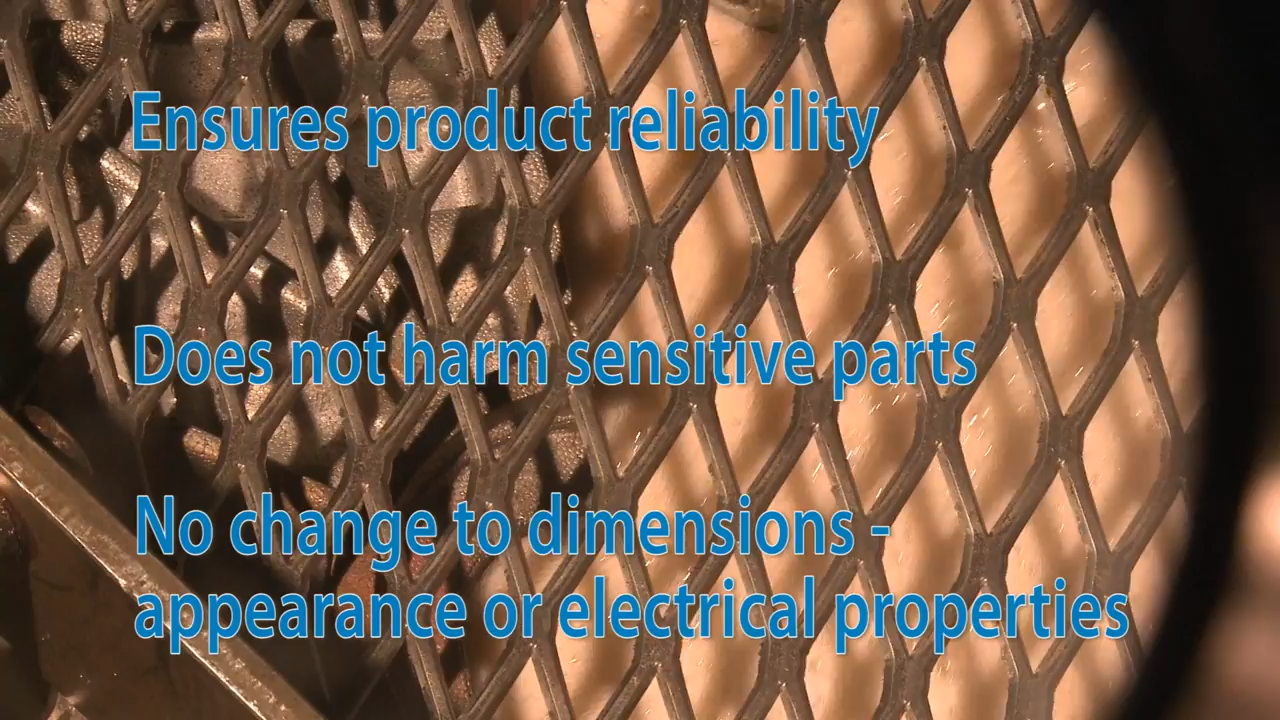 Ensures product reliability
Does not harm sensitive parts
No change to dimensions -
appearance or electrical properties